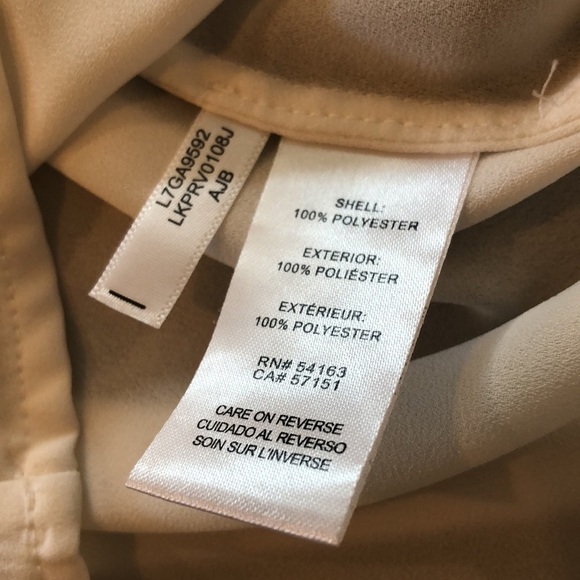 L7GA9592
LKPRV0108J
AJB
SHELL:
100% POLYESTER
EXTERIOR:
100% POLIÉSTER
EXTÉRIEUR:
100% POLYESTER
RN# 54163
CA# 57151
CARE ON REVERSE
CUIDADO AL REVERSO
SOIN SUR L'INVERSE